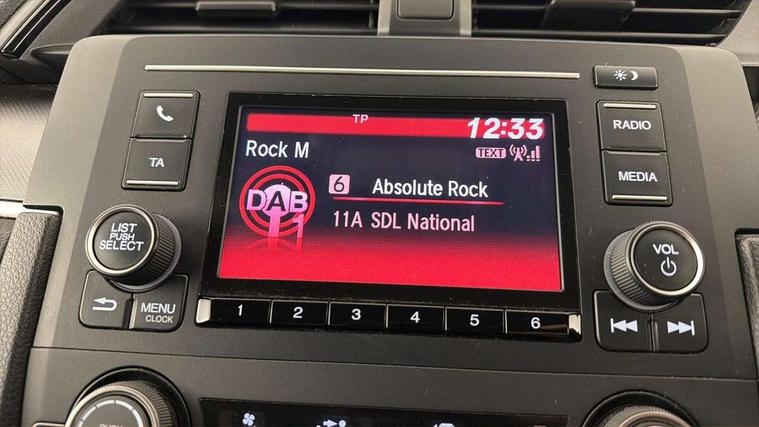 TP
12:33
Rock M
TEXT
DAB
1
6 Absolute Rock
11A SDL National
TA
LIST
PUSH
SELECT
MENU
CLOCK
RADIO
MEDIA
VOL
1 2 3 4 5 6